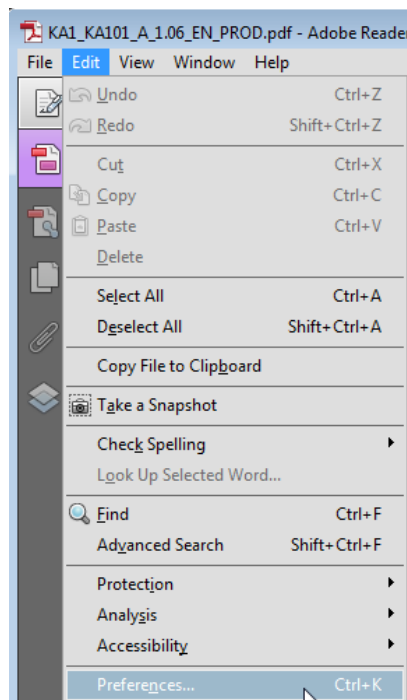 KA1_KA101_A_1.06_EN_PROD.pdf - Adobe Reade
File Edit View Window Help
Undo Ctrl+Z
Redo Shift+Ctrl+Z
Cut Ctrl+X
Copy Ctrl+C
Paste Ctrl+V
Delete
Select All Ctrl+A
Deselect All Shift+Ctrl+A
Copy File to Clipboard
Take a Snapshot
Check Spelling
Look Up Selected Word...
Find Ctrl+F
Advanced Search Shift+Ctrl+F
Protection
Analysis
Accessibility
Preferences... Ctrl+K